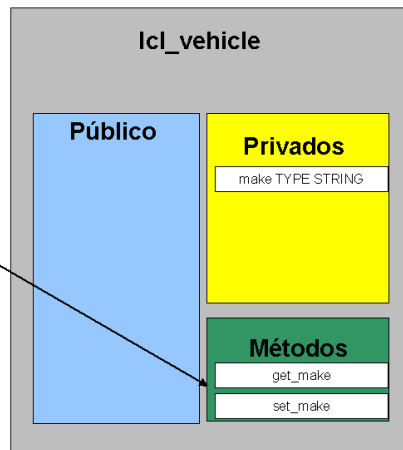 lcl_vehicle
Público
Privados
make TYPE STRING
Métodos
get_make
set_make